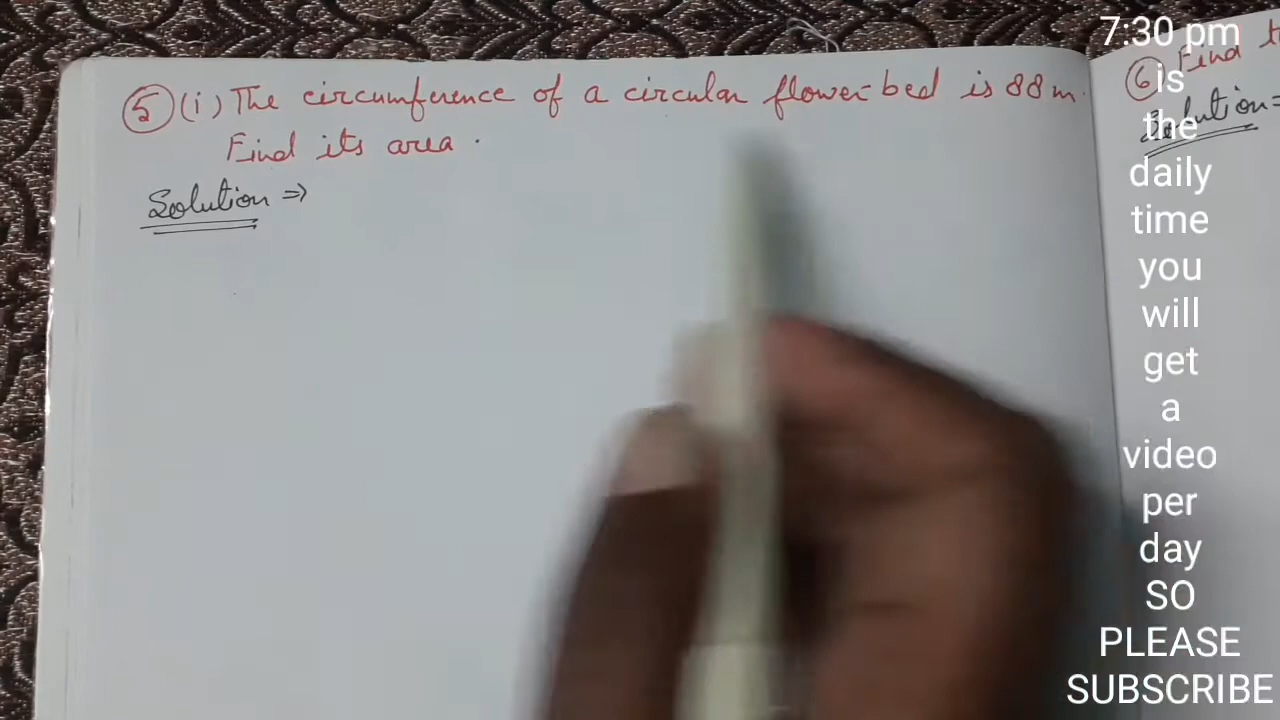 5 (i) The circumference of a circular flower-bed is 88 m.
Find its area.
Solution ⇒
6 Find
Solution =
7:30 pm
is
the
daily
time
you
will
get
a
video
per
day
SO
PLEASE
SUBSCRIBE